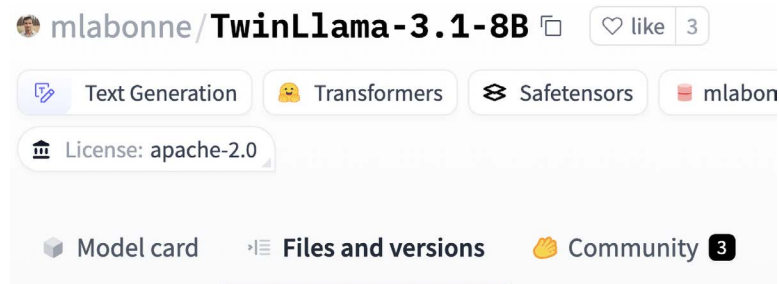 mlabonne/TwinLlama-3.1-8B like 3
Text Generation Transformers Safetensors mlabon
License: apache-2.0
Model card Files and versions Community 3